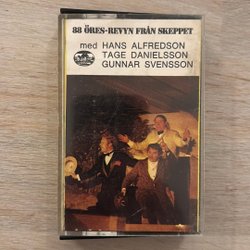 88 ÖRES-REVYN FRÅN SKEPPET
med HANS ALFREDSON
TAGE DANIELSSON
GUNNAR SVENSSON